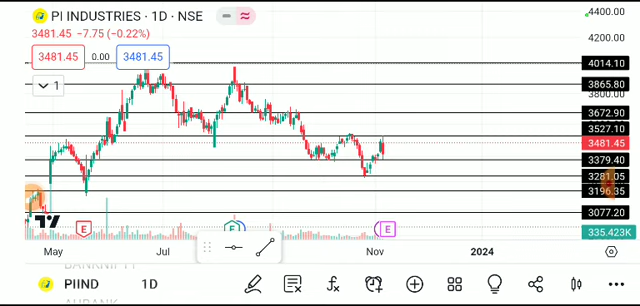 PI INDUSTRIES · 1D · NSE
3481.45 −7.75 (−0.22%)
3481.45 0.00 3481.45
1
4400.00
4200.00
4014.10
3865.80
3800.00
3672.90
3527.10
3481.45
3379.40
3281.05
3196.35
3077.20
335.423K
E E E
May Jul Nov 2024
BANKNIFTY
PIIND 1D
AUBANK